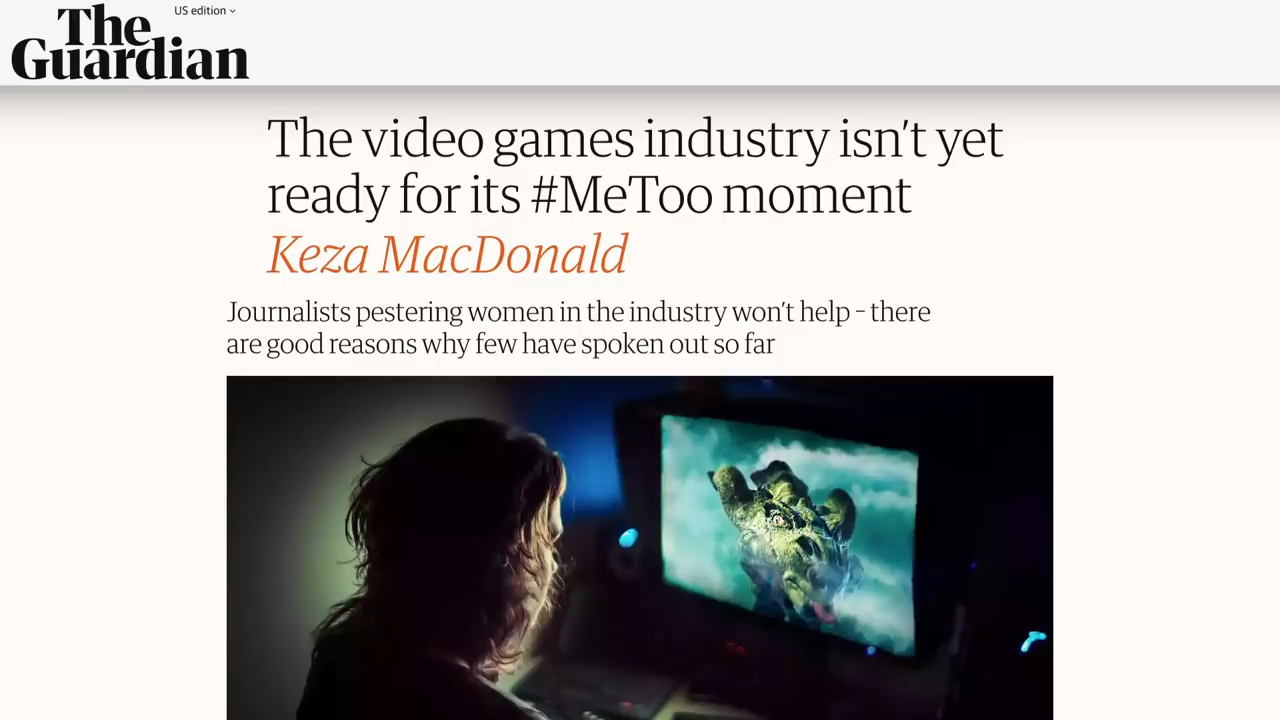 US edition
The
Guardian
The video games industry isn’t yet
ready for its #MeToo moment
Keza MacDonald
Journalists pestering women in the industry won’t help – there
are good reasons why few have spoken out so far